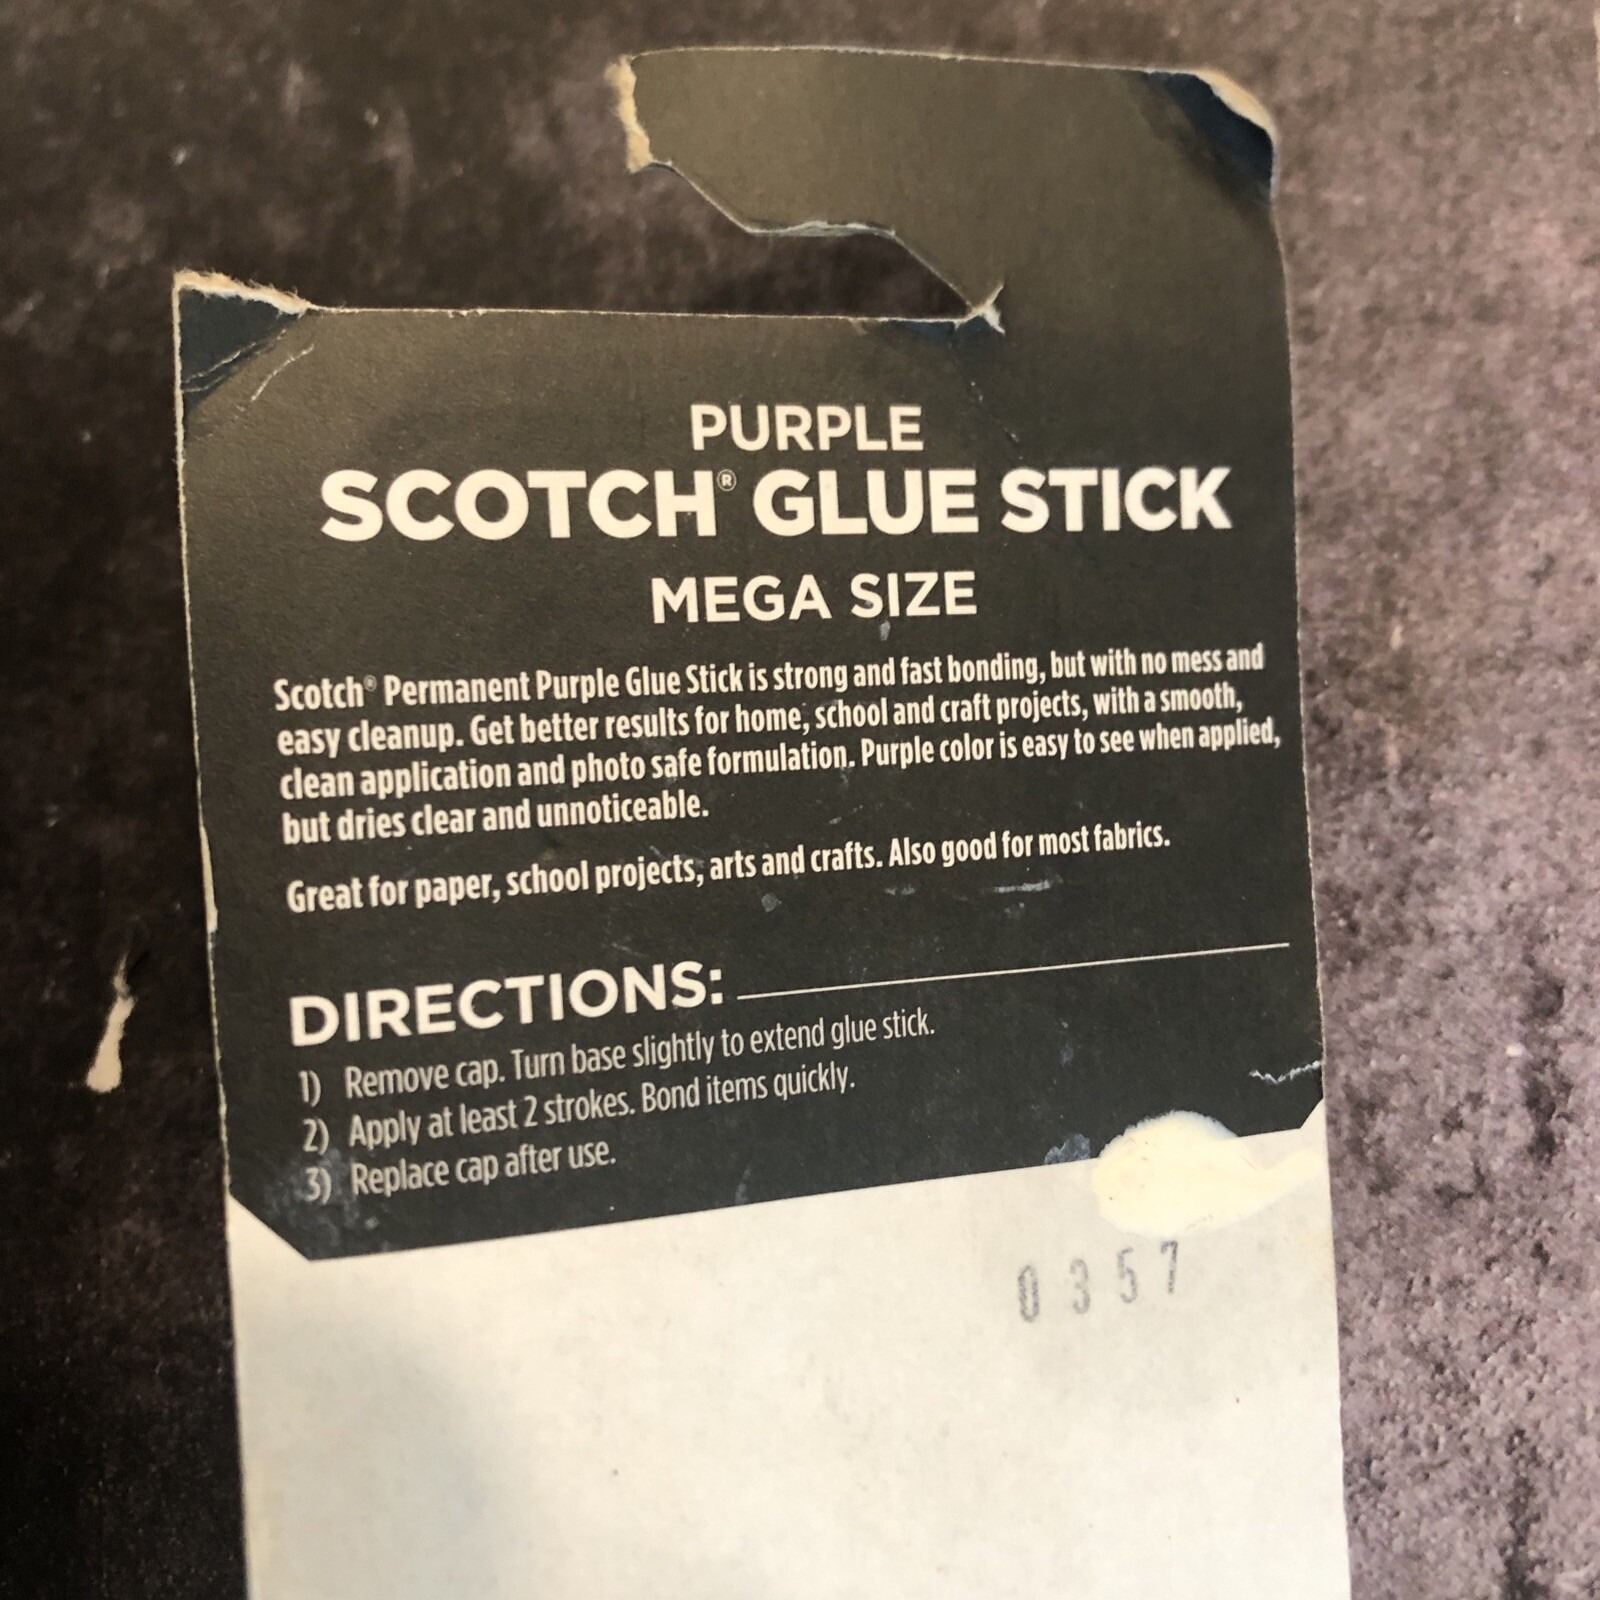 PURPLE
SCOTCH® GLUE STICK
MEGA SIZE
Scotch® Permanent Purple Glue Stick is strong and fast bonding, but with no mess and
easy cleanup. Get better results for home, school and craft projects, with a smooth,
clean application and photo safe formulation. Purple color is easy to see when applied,
but dries clear and unnoticeable.
Great for paper, school projects, arts and crafts. Also good for most fabrics.
DIRECTIONS:
1) Remove cap. Turn base slightly to extend glue stick.
2) Apply at least 2 strokes. Bond items quickly.
3) Replace cap after use.
0357